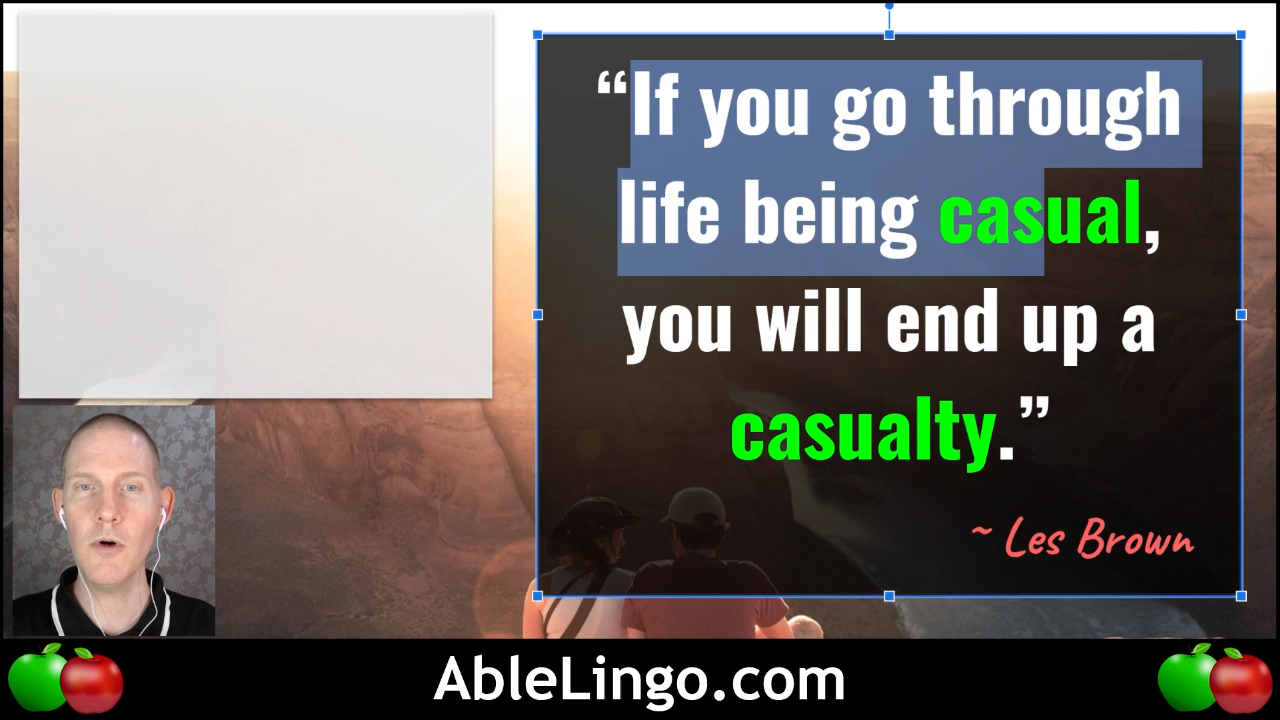 “If you go through
life being casual,
you will end up a
casualty.”
~ Les Brown
AbleLingo.com